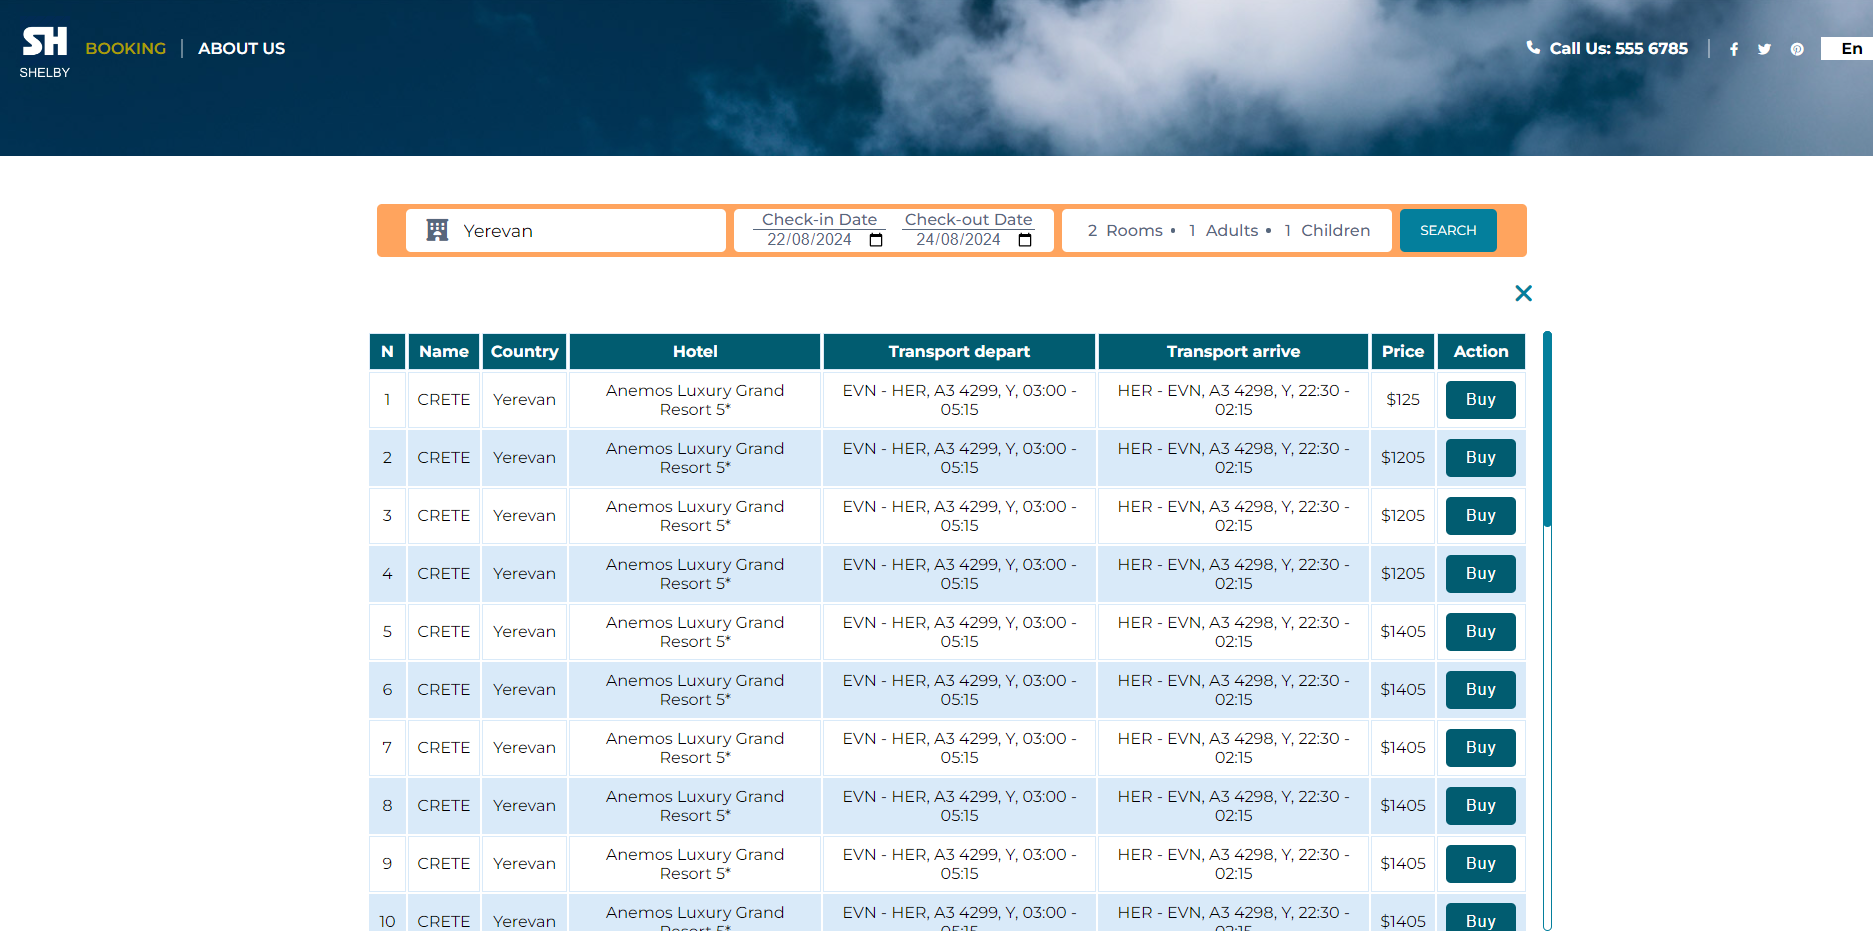 SH
SHELBY
BOOKING | ABOUT US
Call Us: 555 6785 |
En
Yerevan
Check-in Date
22/08/2024
Check-out Date
24/08/2024
2 Rooms • 1 Adults • 1 Children
SEARCH
N Name Country Hotel Transport depart Transport arrive Price Action
1 CRETE Yerevan Anemos Luxury Grand Resort 5* EVN - HER, A3 4299, Y, 03:00 - 05:15 HER - EVN, A3 4298, Y, 22:30 - 02:15 $125 Buy
2 CRETE Yerevan Anemos Luxury Grand Resort 5* EVN - HER, A3 4299, Y, 03:00 - 05:15 HER - EVN, A3 4298, Y, 22:30 - 02:15 $1205 Buy
3 CRETE Yerevan Anemos Luxury Grand Resort 5* EVN - HER, A3 4299, Y, 03:00 - 05:15 HER - EVN, A3 4298, Y, 22:30 - 02:15 $1205 Buy
4 CRETE Yerevan Anemos Luxury Grand Resort 5* EVN - HER, A3 4299, Y, 03:00 - 05:15 HER - EVN, A3 4298, Y, 22:30 - 02:15 $1205 Buy
5 CRETE Yerevan Anemos Luxury Grand Resort 5* EVN - HER, A3 4299, Y, 03:00 - 05:15 HER - EVN, A3 4298, Y, 22:30 - 02:15 $1405 Buy
6 CRETE Yerevan Anemos Luxury Grand Resort 5* EVN - HER, A3 4299, Y, 03:00 - 05:15 HER - EVN, A3 4298, Y, 22:30 - 02:15 $1405 Buy
7 CRETE Yerevan Anemos Luxury Grand Resort 5* EVN - HER, A3 4299, Y, 03:00 - 05:15 HER - EVN, A3 4298, Y, 22:30 - 02:15 $1405 Buy
8 CRETE Yerevan Anemos Luxury Grand Resort 5* EVN - HER, A3 4299, Y, 03:00 - 05:15 HER - EVN, A3 4298, Y, 22:30 - 02:15 $1405 Buy
9 CRETE Yerevan Anemos Luxury Grand Resort 5* EVN - HER, A3 4299, Y, 03:00 - 05:15 HER - EVN, A3 4298, Y, 22:30 - 02:15 $1405 Buy
10 CRETE Yerevan Anemos Luxury Grand EVN - HER, A3 4299, Y, 03:00 - HER - EVN, A3 4298, Y, 22:30 - $1405 Buy